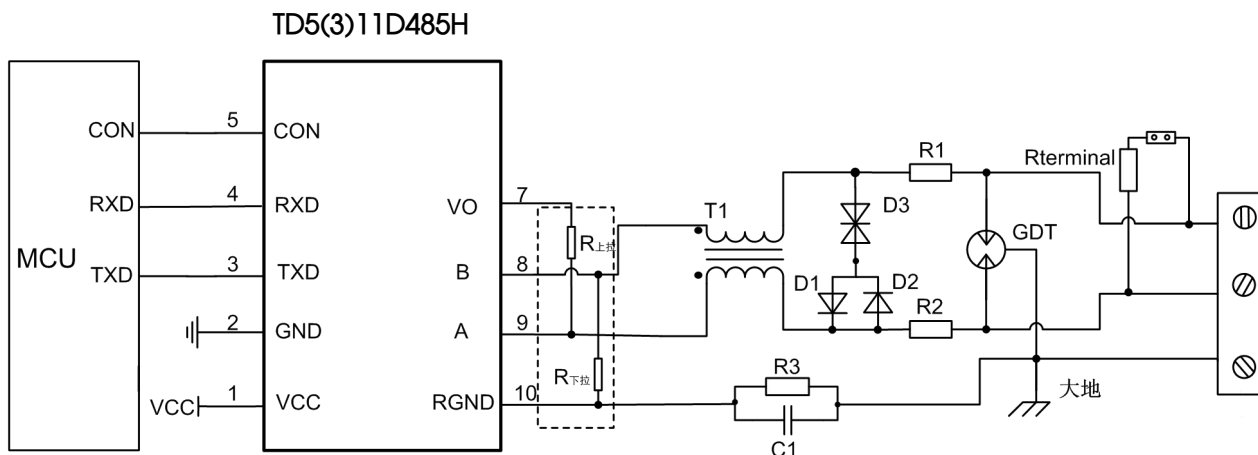 TD5(3)11D485H
MCU
CON
RXD
TXD
5
4
3
2
1
CON
RXD
TXD
GND
VCC
VCC
VO
B
A
RGND
7
8
9
10
R上拉
R下拉
T1
D3
D1
D2
R1
R2
GDT
Rterminal
R3
C1
大地